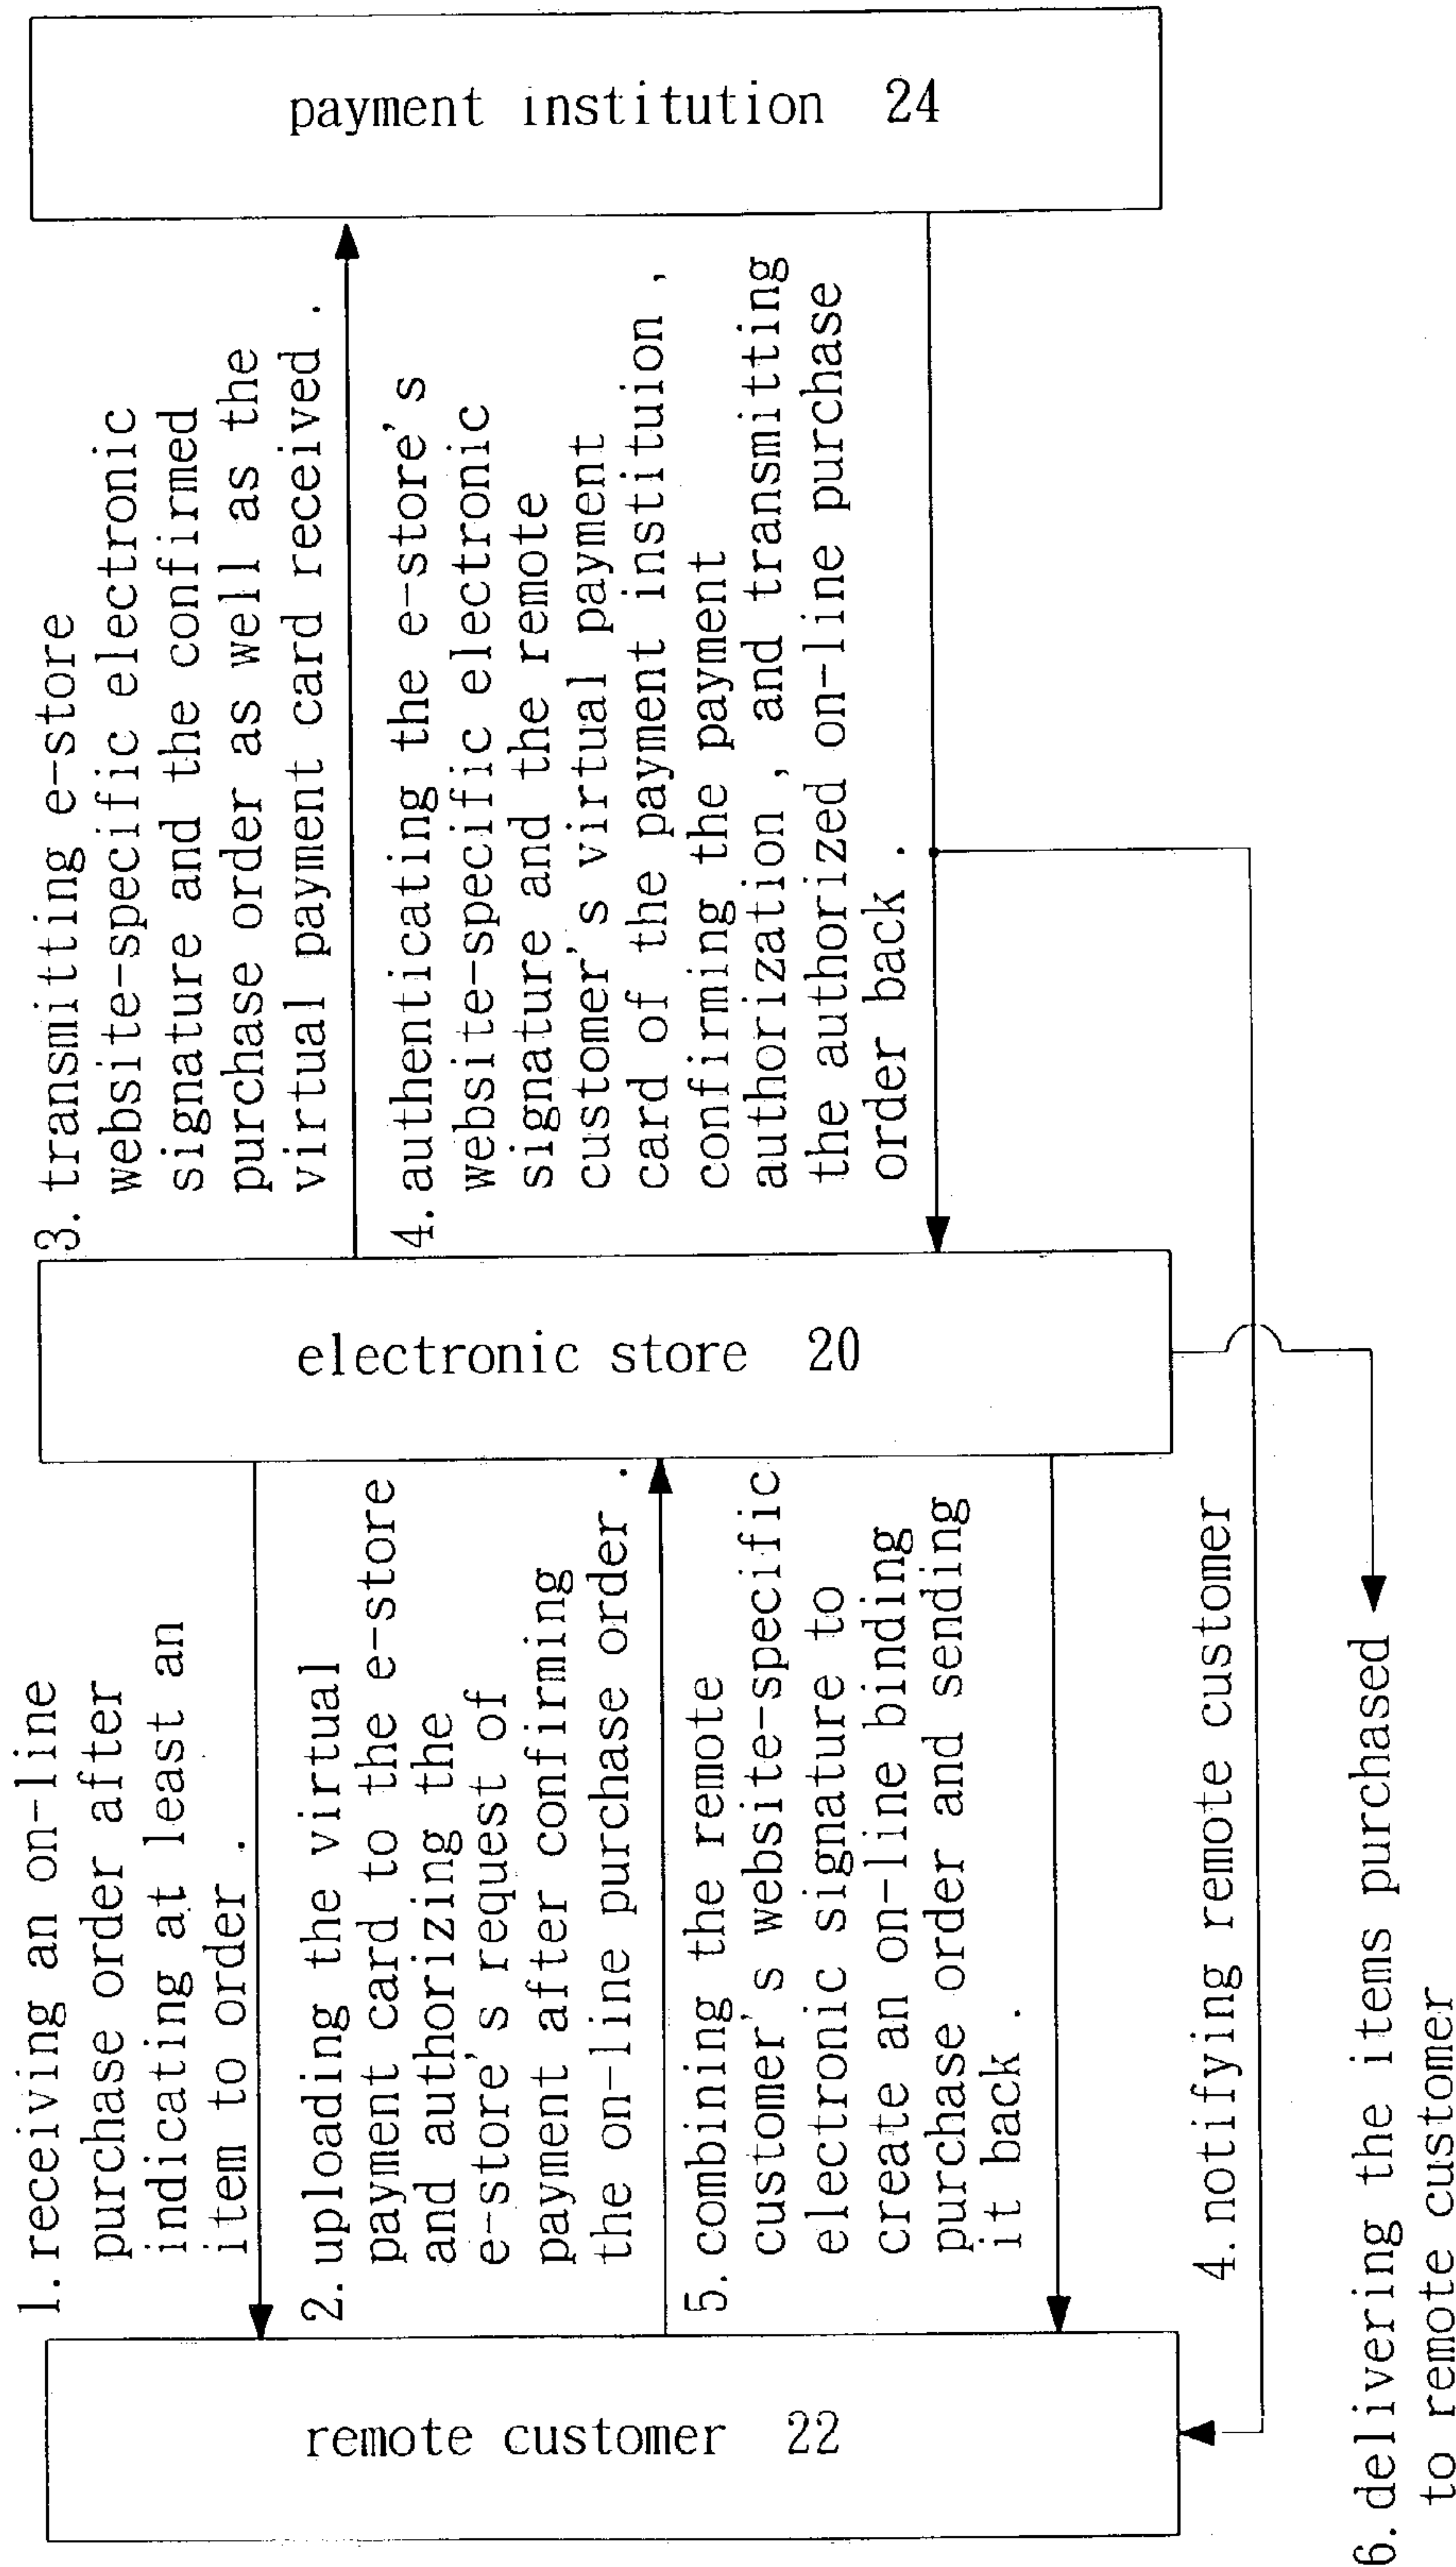 payment institution 24
3. transmitting e-store
website-specific electronic
signature and the confirmed
purchase order as well as the
virtual payment card received .
4. authenticating the e-store's
website-specific electronic
signature and the remote
customer's virtual payment
card of the payment instituion ,
confirming the payment
authorization , and transmitting
the authorized on-line purchase
order back .
electronic store 20
1. receiving an on-line
purchase order after
indicating at least an
item to order .
2. uploading the virtual
payment card to the e-store
and authorizing the
e-store's request of
payment after confirming
the on-line purchase order .
5. combining the remote
customer's website-specific
electronic signature to
create an on-line binding
purchase order and sending
it back .
4. notifying remote customer
remote customer 22
6. delivering the items purchased
to remote customer